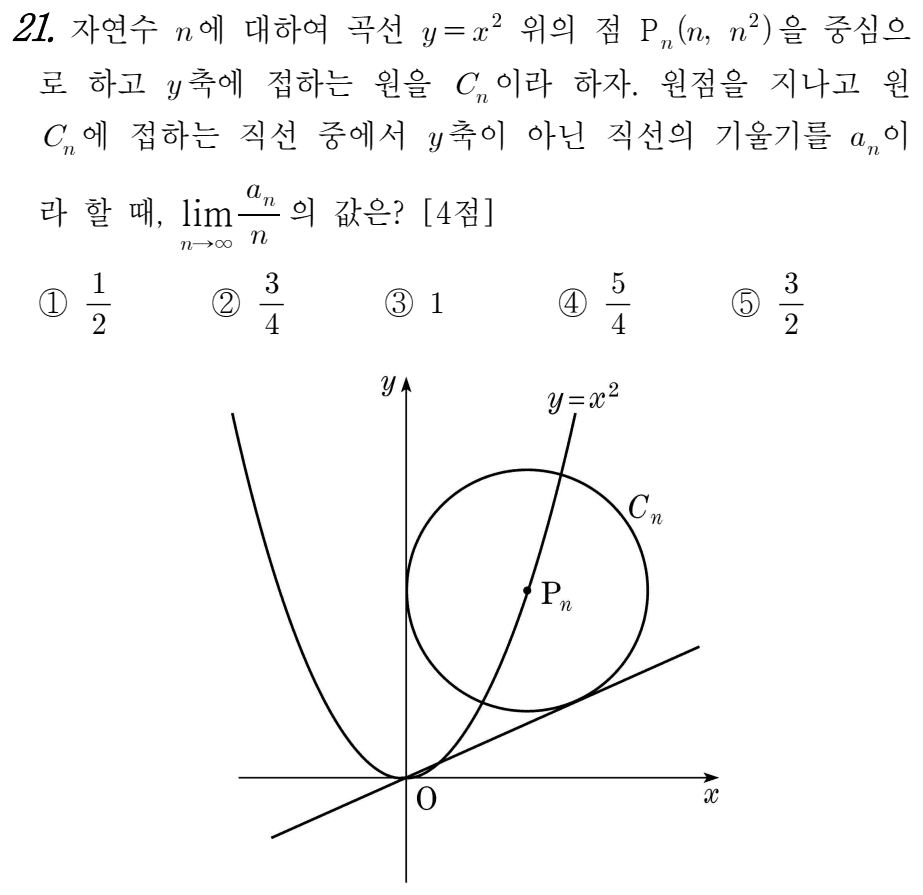 21. 자연수 n에 대하여 곡선 y=x² 위의 점 Pₙ(n, n²)을 중심으
로 하고 y축에 접하는 원을 Cₙ이라 하자. 원점을 지나고 원
Cₙ에 접하는 직선 중에서 y축이 아닌 직선의 기울기를 aₙ이
라 할 때, lim_{n→∞} aₙ/n 의 값은? [4점]
① 1/2 ② 3/4 ③ 1 ④ 5/4 ⑤ 3/2
y
y=x²
Cₙ
Pₙ
O
x